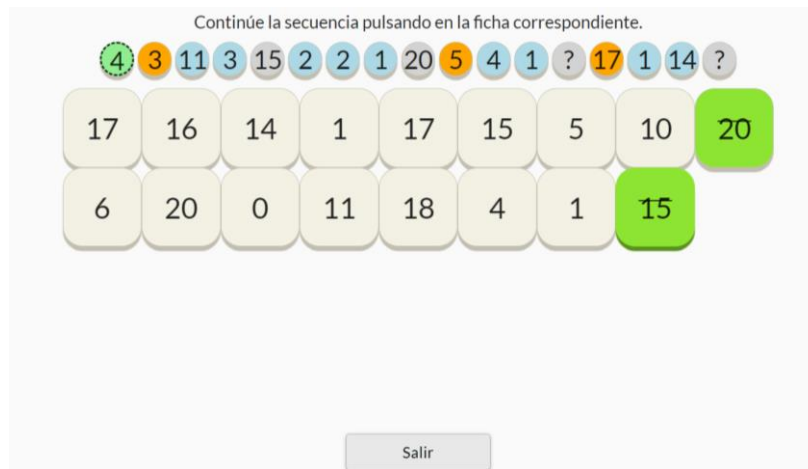 Continúe la secuencia pulsando en la ficha correspondiente.
4 3 11 3 15 2 2 1 20 5 4 1 ? 17 1 14 ?
17 16 14 1 17 15 5 10 20
6 20 0 11 18 4 1 15
Salir